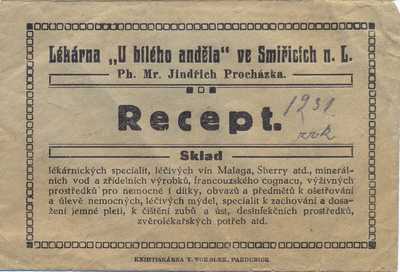 Lékárna „U bílého anděla" ve Smiřicích n. L.
Ph. Mr. Jindřich Procházka.
Recept.
1931
rok
Sklad
lékárnických specialit, léčivých vín Malaga, Sherry atd., minerál-
ních vod a zřídelních výrobků, francouzského cognacu, výživných
prostředků pro nemocné i dítky, obvazů a předmětů k ošetřování
a úlevě nemocných, léčivých mýdel, specialit k zachování a dosa-
žení jemné pleti, k čištění zubů a úst, desinfekčních prostředků,
zvěrolékařských potřeb atd.
KNIHTISKÁRNA V. VOKOLEK, PARDUBICE